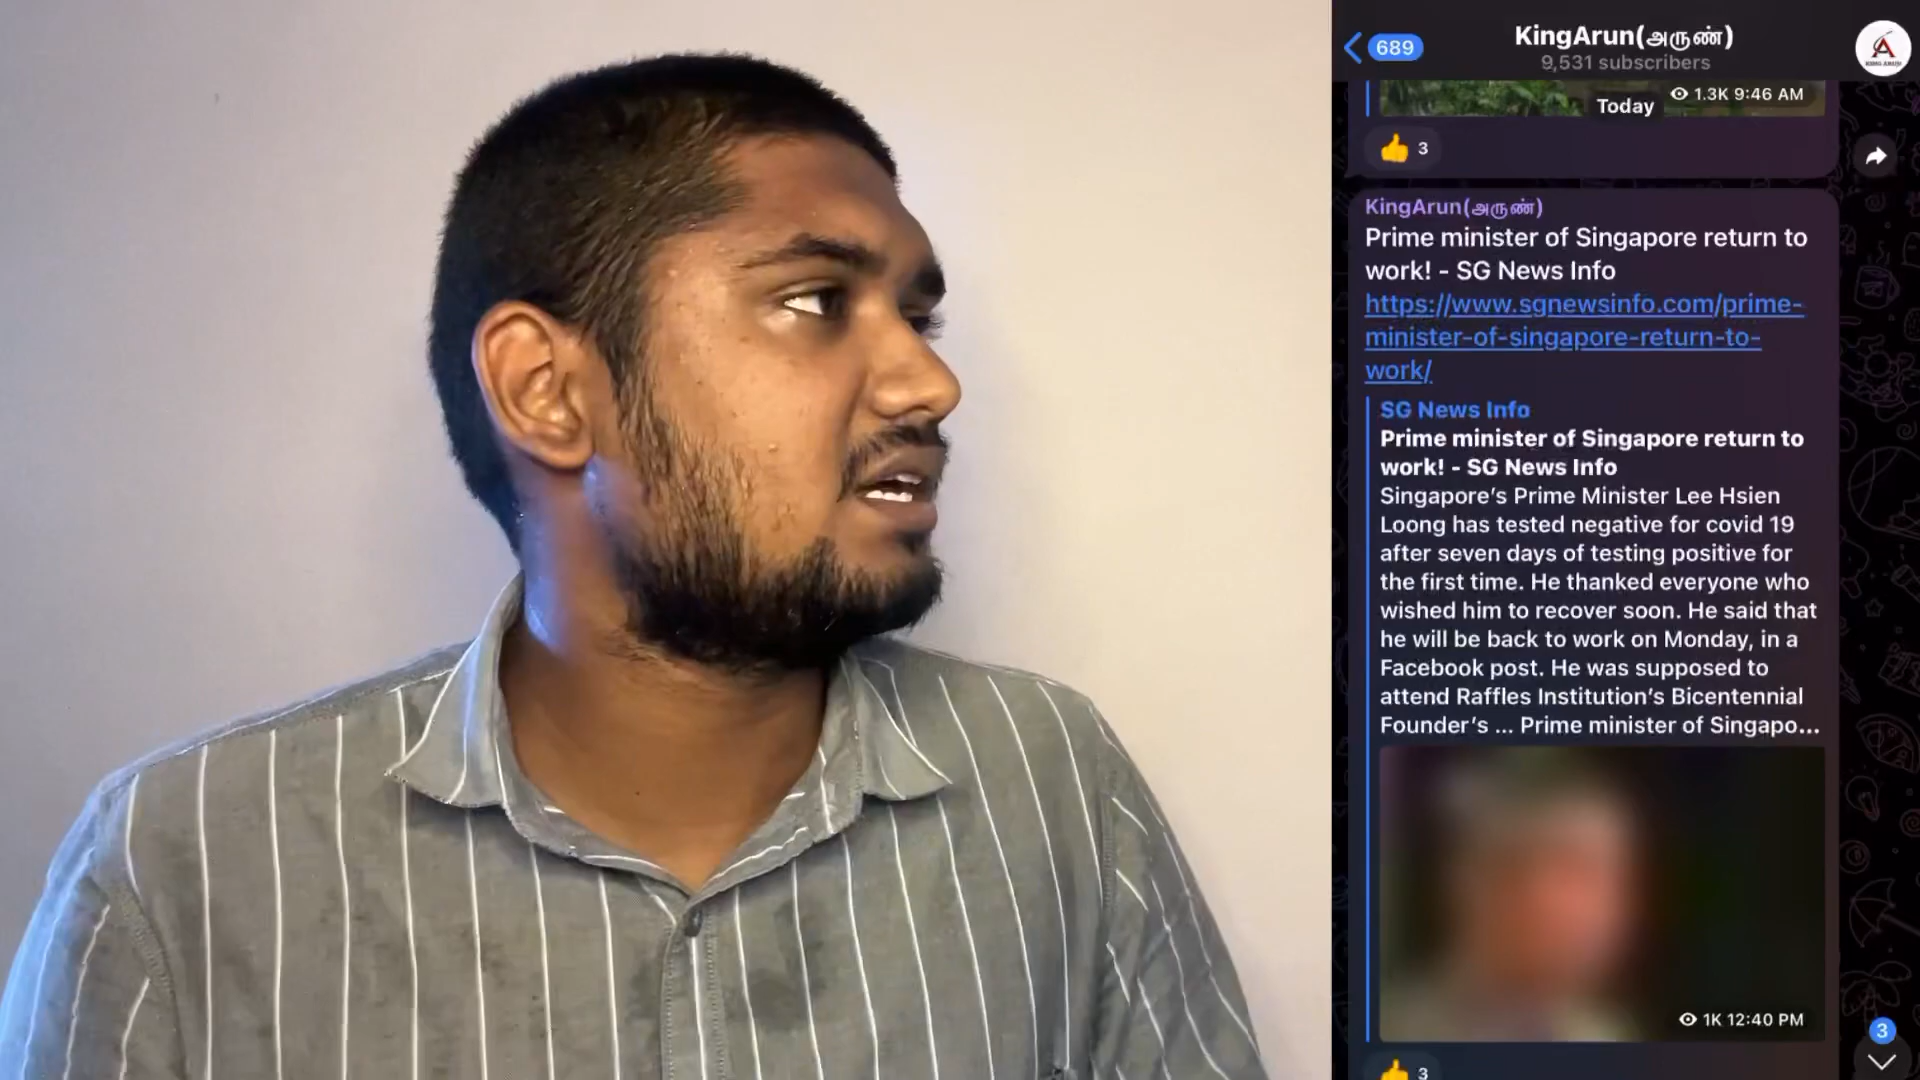 689
KingArun(அருண்)
9,531 subscribers
1.3K 9:46 AM
Today
3
KingArun(அருண்)
Prime minister of Singapore return to
work! - SG News Info
https://www.sgnewsinfo.com/prime-
minister-of-singapore-return-to-
work/
SG News Info
Prime minister of Singapore return to
work! - SG News Info
Singapore’s Prime Minister Lee Hsien
Loong has tested negative for covid 19
after seven days of testing positive for
the first time. He thanked everyone who
wished him to recover soon. He said that
he will be back to work on Monday, in a
Facebook post. He was supposed to
attend Raffles Institution’s Bicentennial
Founder’s ... Prime minister of Singapo...
1K 12:40 PM
3
3